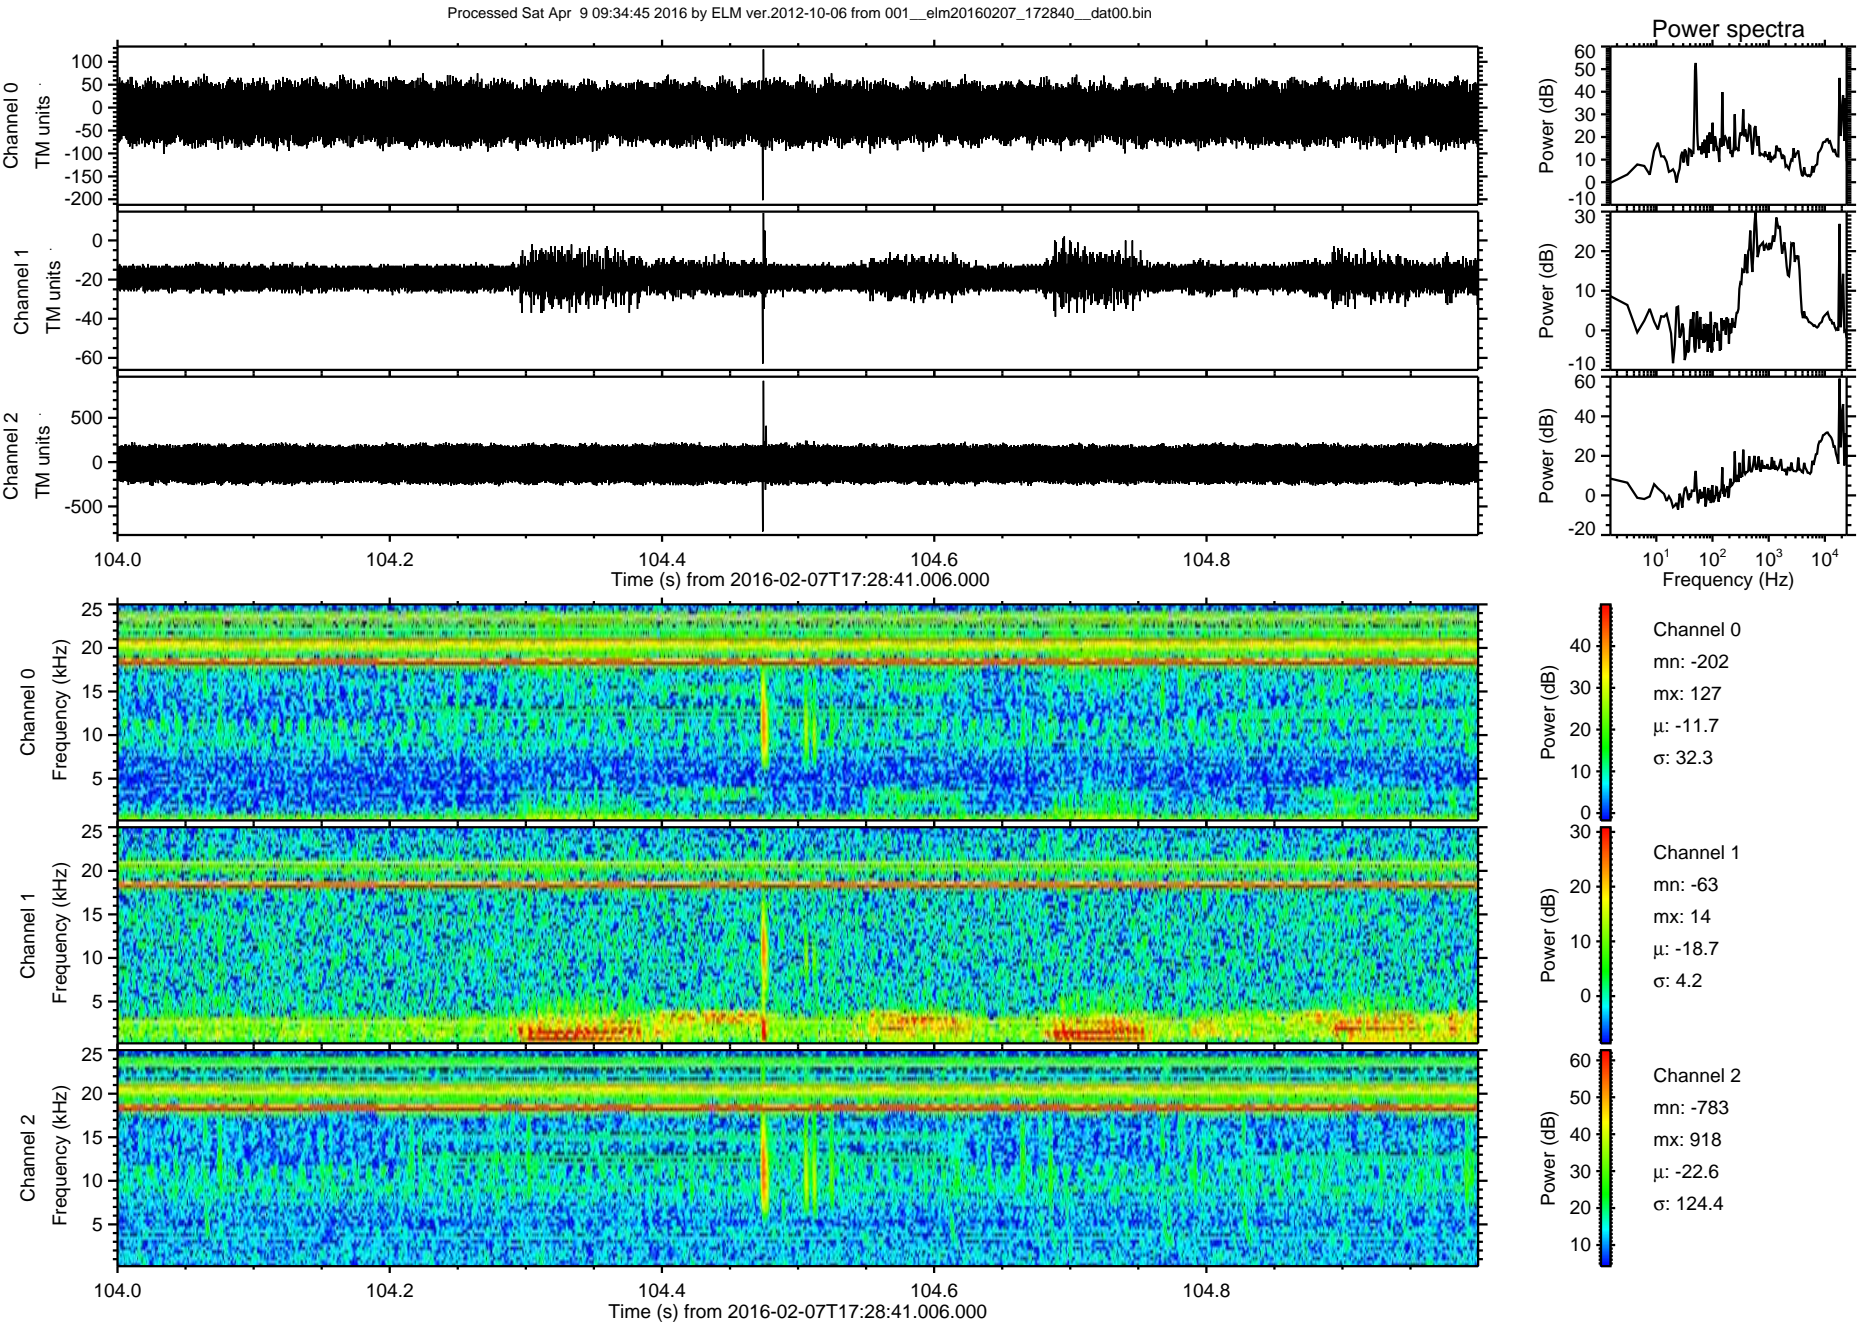 Processed Sat Apr  9 09:34:45 2016 by ELM ver.2012-10-06 from 001__elm20160207_172840__dat00.bin
Power spectra
Channel 0
TM units
100
50
0
-50
-100
-150
-200
Power (dB)
60
50
40
30
20
10
0
-10
Channel 1
TM units
0
-20
-40
-60
Power (dB)
30
20
10
0
-10
Channel 2
TM units
500
0
-500
Power (dB)
60
40
20
0
-20
104.0 104.2 104.4 104.6 104.8
Time (s) from 2016-02-07T17:28:41.006.000
10¹ 10² 10³ 10⁴
Frequency (Hz)
Channel 0
Frequency (kHz)
25
20
15
10
5
Power (dB)
40
30
20
10
0
Channel 0
mn: -202
mx: 127
μ: -11.7
σ: 32.3
Channel 1
Frequency (kHz)
25
20
15
10
5
Power (dB)
30
20
10
0
Channel 1
mn: -63
mx: 14
μ: -18.7
σ: 4.2
Channel 2
Frequency (kHz)
25
20
15
10
5
Power (dB)
60
50
40
30
20
10
Channel 2
mn: -783
mx: 918
μ: -22.6
σ: 124.4
104.0 104.2 104.4 104.6 104.8
Time (s) from 2016-02-07T17:28:41.006.000